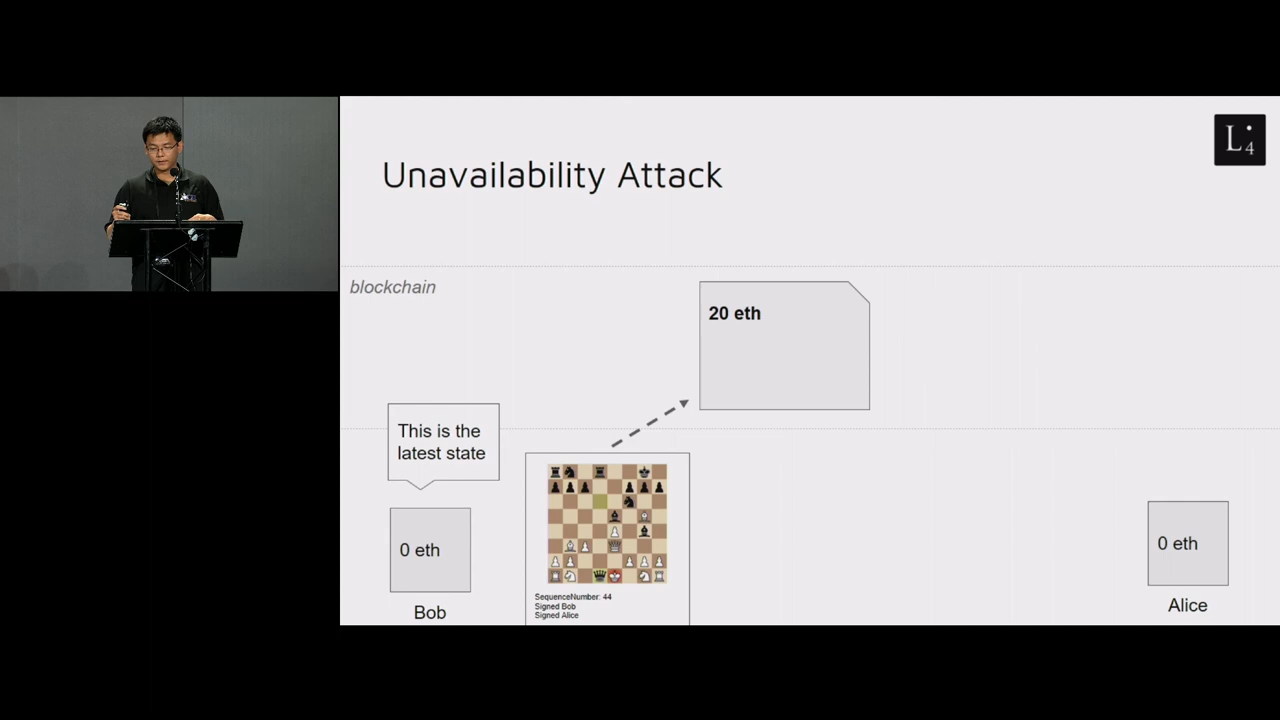 L4
Unavailability Attack
blockchain
20 eth
This is the
latest state
0 eth
Bob
SequenceNumber: 44
Signed Bob
Signed Alice
0 eth
Alice